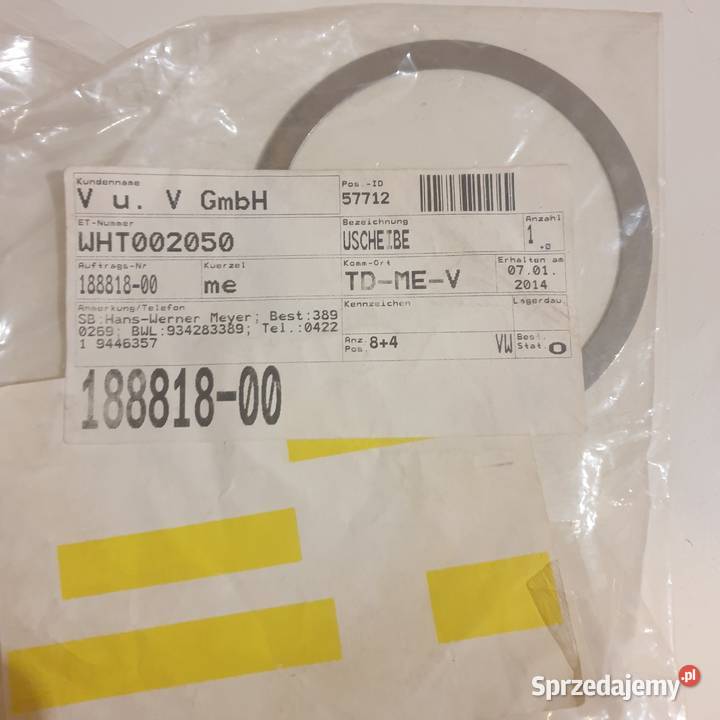 Kundenname
V u. V GmbH
Pos.-ID
57712
ET-Nummer
WHT002050
Bezeichnung
USCHEIBE
Anzahl
1.0
Auftrags-Nr
188818-00
Kuerzel
me
Komm-Ort
TD-ME-V
Erhalten am
07.01.
2014
Anmerkung/Telefon
SB:Hans-Werner Meyer; Best:389
0269; BWL:934283389; Tel.:0422
1 9446357
Kennzeichen
Lagerdau.
Anz.
Pos.
8+4
VW
Best.
Stat.
O
188818-00
Sprzedajemy.pl